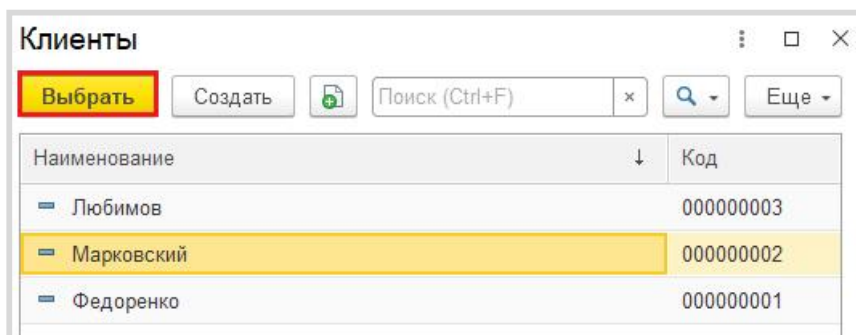 Клиенты
Выбрать Создать Поиск (Ctrl+F) × Еще
Наименование ↓ Код
Любимов 000000003
Марковский 000000002
Федоренко 000000001